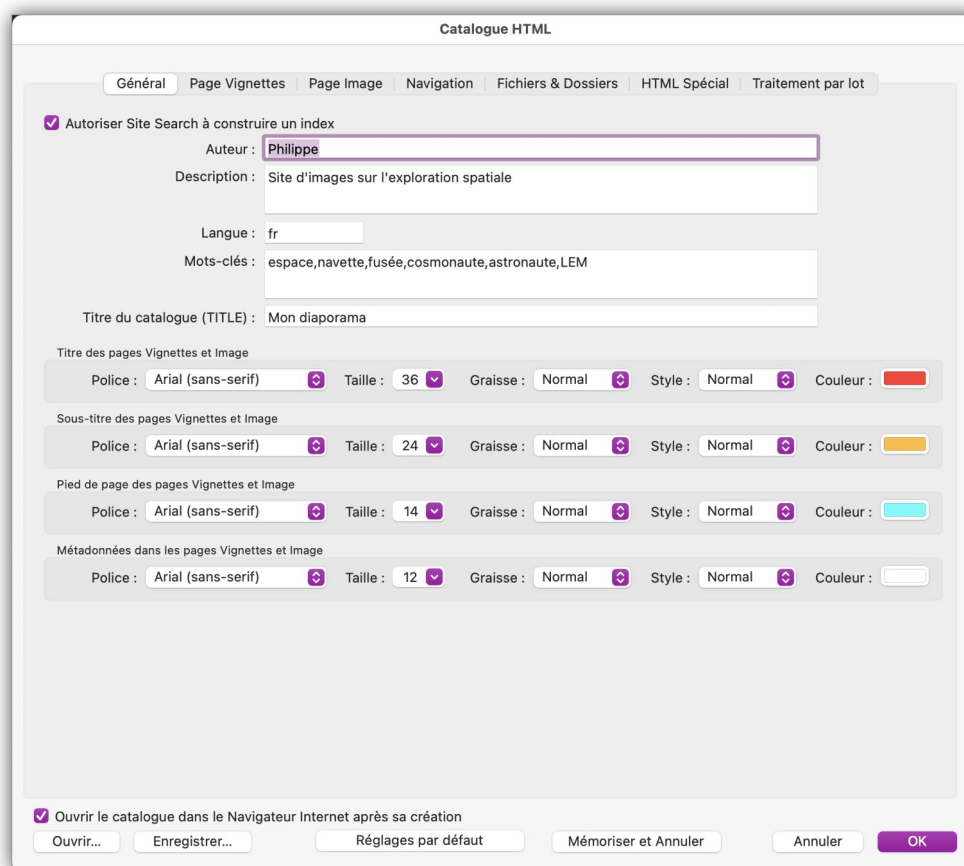 Catalogue HTML
Général Page Vignettes Page Image Navigation Fichiers & Dossiers HTML Spécial Traitement par lot
Autoriser Site Search à construire un index
Auteur : Philippe
Description : Site d'images sur l'exploration spatiale
Langue : fr
Mots-clés : espace,navette,fusée,cosmonaute,astronaute,LEM
Titre du catalogue (TITLE) : Mon diaporama
Titre des pages Vignettes et Image
Police : Arial (sans-serif) Taille : 36 Graisse : Normal Style : Normal Couleur :
Sous-titre des pages Vignettes et Image
Police : Arial (sans-serif) Taille : 24 Graisse : Normal Style : Normal Couleur :
Pied de page des pages Vignettes et Image
Police : Arial (sans-serif) Taille : 14 Graisse : Normal Style : Normal Couleur :
Métadonnées dans les pages Vignettes et Image
Police : Arial (sans-serif) Taille : 12 Graisse : Normal Style : Normal Couleur :
Ouvrir le catalogue dans le Navigateur Internet après sa création
Ouvrir... Enregistrer... Réglages par défaut Mémoriser et Annuler Annuler OK